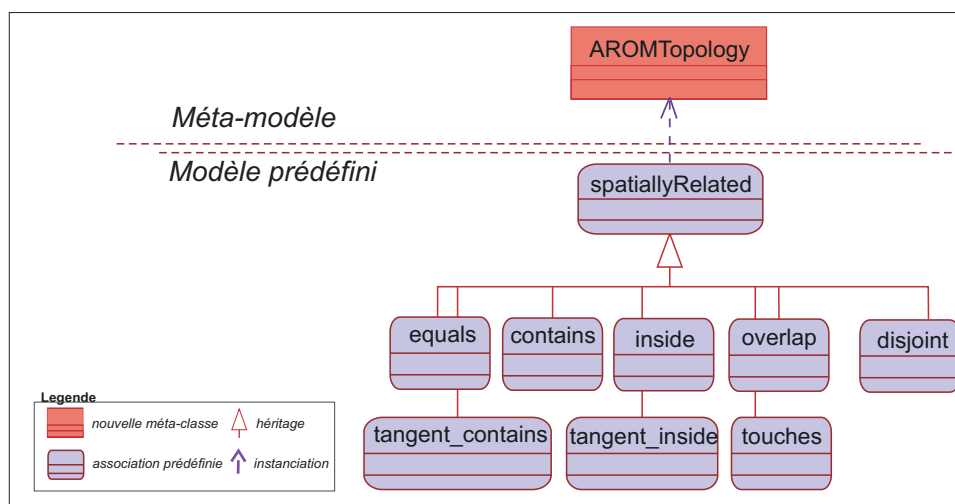 AROMTopology
Méta-modèle
Modèle prédéfini
spatiallyRelated
equals
contains
inside
overlap
disjoint
tangent_contains
tangent_inside
touches
Legende
nouvelle méta-classe
héritage
association prédéfinie
instanciation